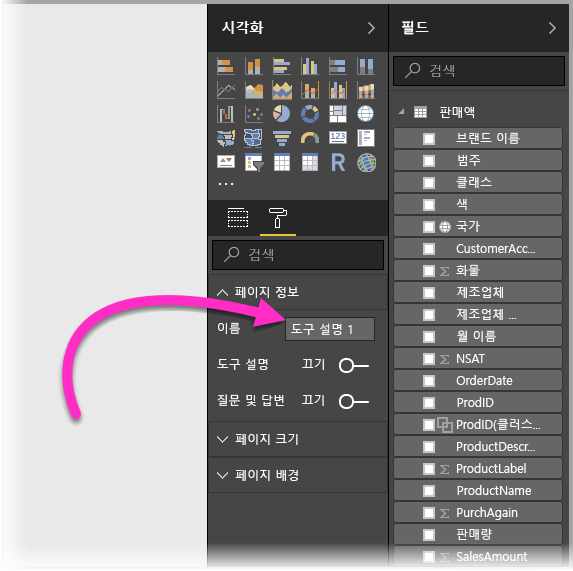 시각화
필드
검색
판매액
브랜드 이름
범주
클래스
색
국가
CustomerAcc...
화물
제조업체
제조업체 ...
월 이름
NSAT
OrderDate
ProdID
ProdID(클러스...
ProductDescr...
ProductLabel
ProductName
PurchAgain
판매량
SalesAmount
123
R
...
검색
페이지 정보
이름 도구 설명 1
도구 설명 끄기
질문 및 답변 끄기
페이지 크기
페이지 배경